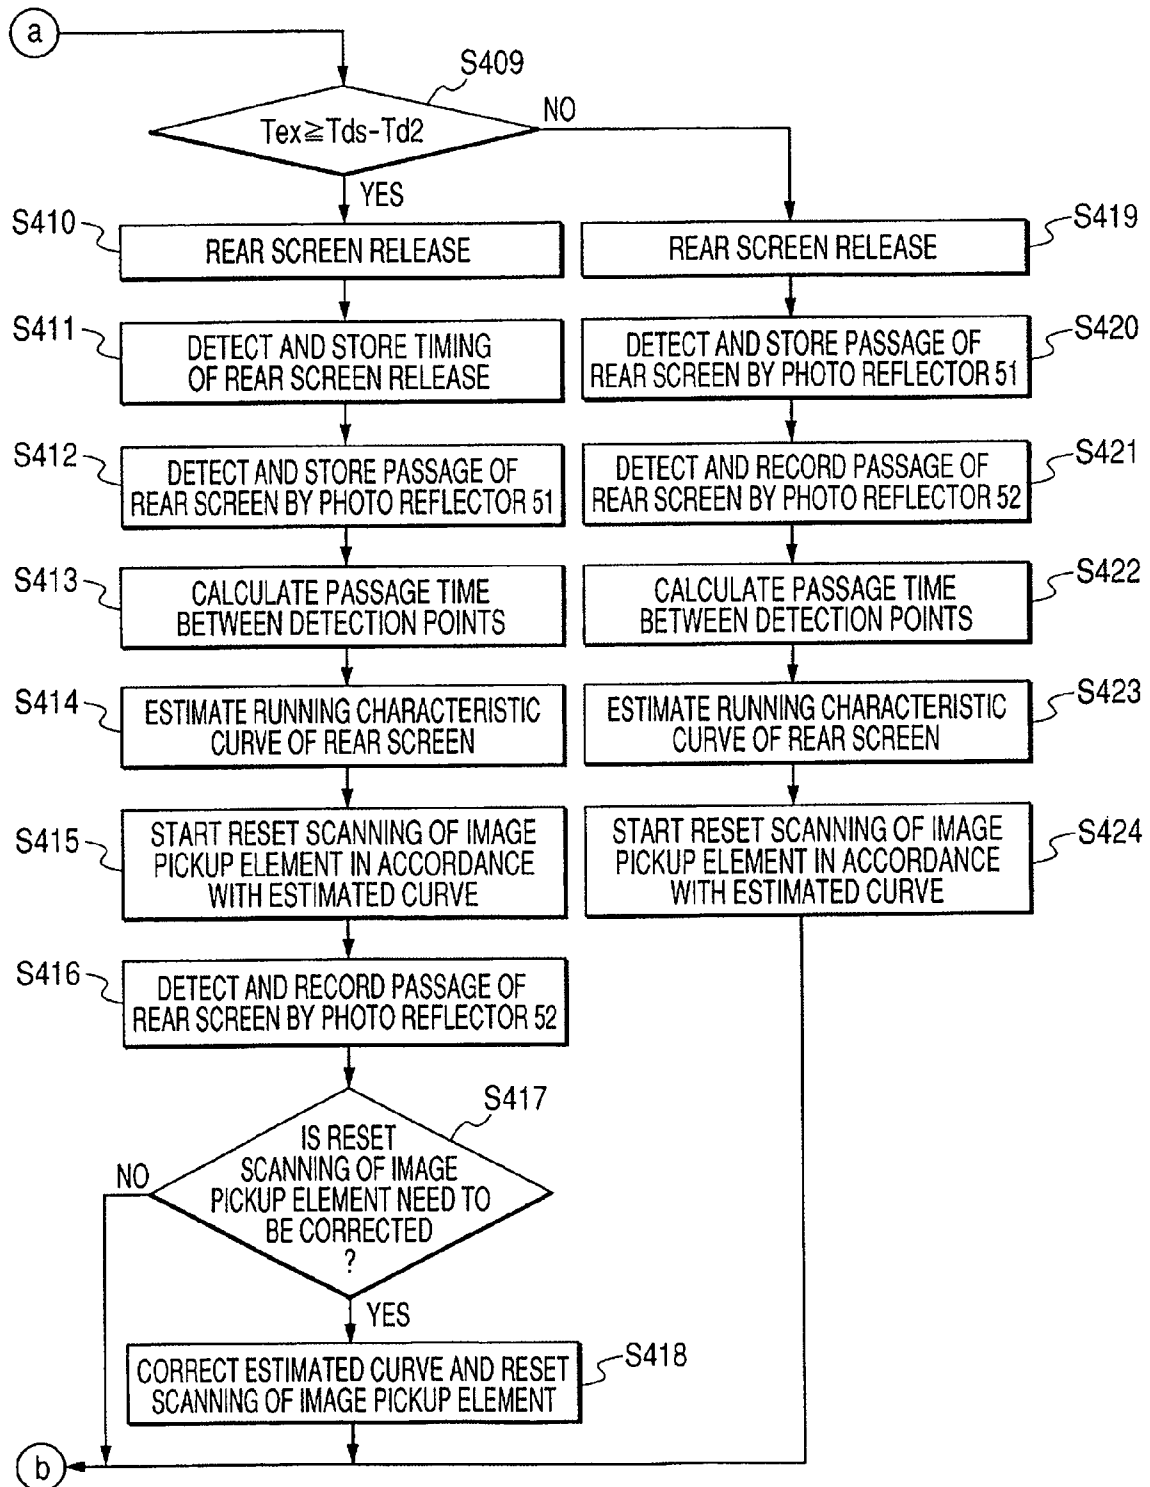 a
S409
Tex≧Tds-Td2
NO
YES
S410
REAR SCREEN RELEASE
S411
DETECT AND STORE TIMING
OF REAR SCREEN RELEASE
S412
DETECT AND STORE PASSAGE OF
REAR SCREEN BY PHOTO REFLECTOR 51
S413
CALCULATE PASSAGE TIME
BETWEEN DETECTION POINTS
S414
ESTIMATE RUNNING CHARACTERISTIC
CURVE OF REAR SCREEN
S415
START RESET SCANNING OF IMAGE
PICKUP ELEMENT IN ACCORDANCE
WITH ESTIMATED CURVE
S416
DETECT AND RECORD PASSAGE OF
REAR SCREEN BY PHOTO REFLECTOR 52
S417
IS RESET
SCANNING OF IMAGE
PICKUP ELEMENT NEED TO
BE CORRECTED
?
NO
YES
S418
CORRECT ESTIMATED CURVE AND RESET
SCANNING OF IMAGE PICKUP ELEMENT
S419
REAR SCREEN RELEASE
S420
DETECT AND STORE PASSAGE OF
REAR SCREEN BY PHOTO REFLECTOR 51
S421
DETECT AND RECORD PASSAGE OF
REAR SCREEN BY PHOTO REFLECTOR 52
S422
CALCULATE PASSAGE TIME
BETWEEN DETECTION POINTS
S423
ESTIMATE RUNNING CHARACTERISTIC
CURVE OF REAR SCREEN
S424
START RESET SCANNING OF IMAGE
PICKUP ELEMENT IN ACCORDANCE
WITH ESTIMATED CURVE
b